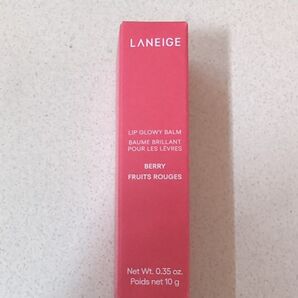 LANEIGE
LIP GLOWY BALM
BAUME BRILLANT
POUR LES LÈVRES
BERRY
FRUITS ROUGES
Net Wt. 0.35 oz.
Poids net 10 g